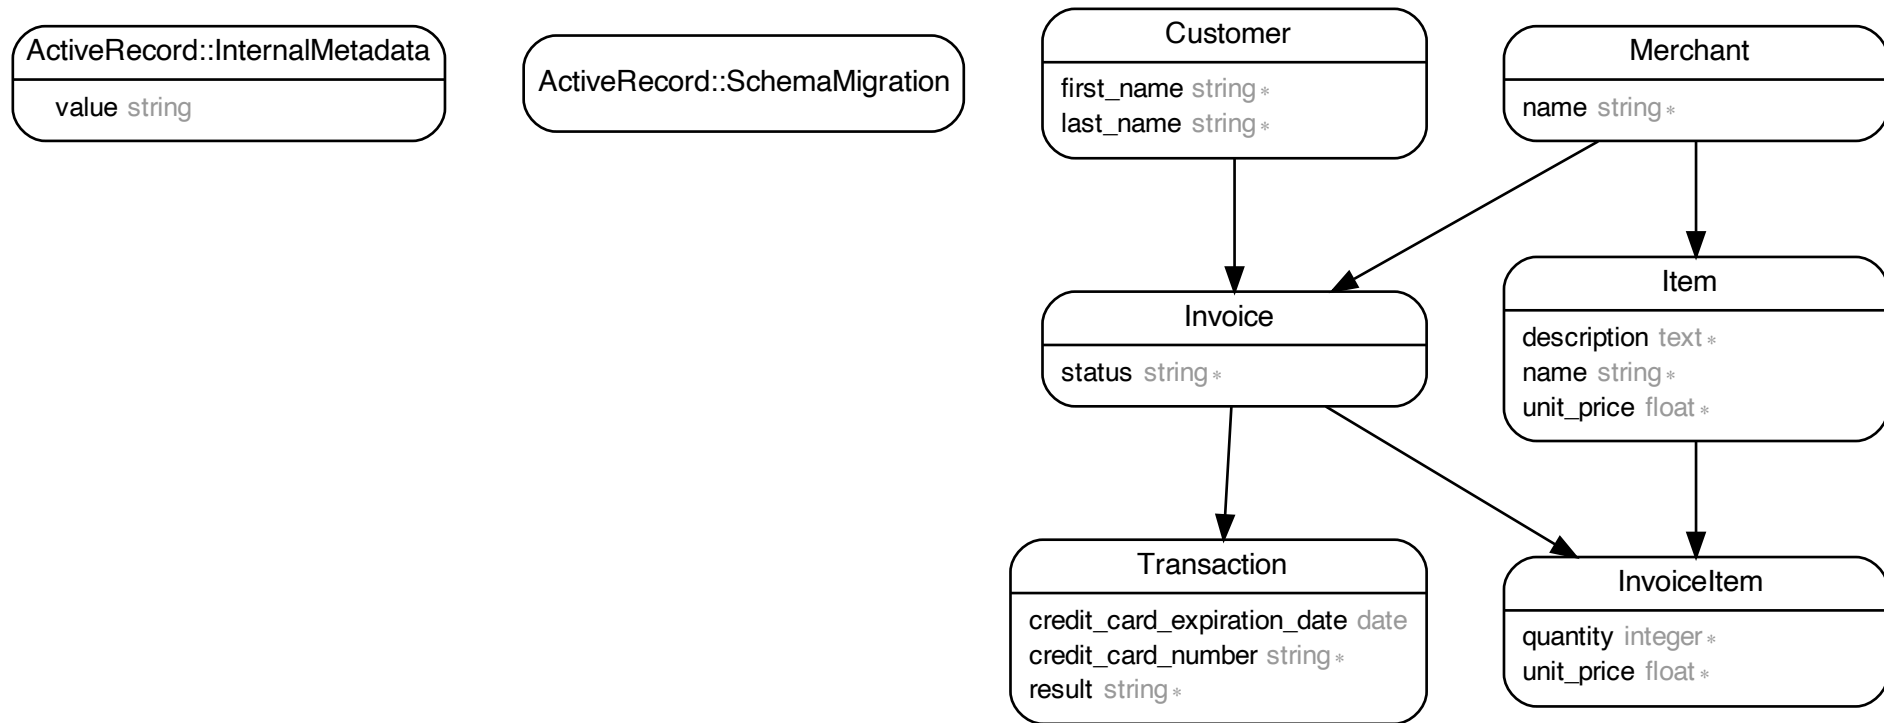 ActiveRecord::InternalMetadata
value string
ActiveRecord::SchemaMigration
Customer
first_name string *
last_name string *
Merchant
name string *
Invoice
status string *
Item
description text *
name string *
unit_price float *
Transaction
credit_card_expiration_date date
credit_card_number string *
result string *
InvoiceItem
quantity integer *
unit_price float *